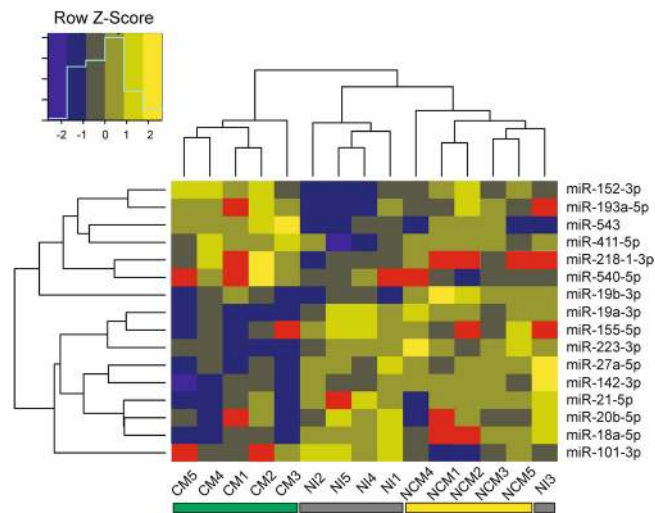 Row Z-Score
-2 -1 0 1 2
miR-152-3p
miR-193a-5p
miR-543
miR-411-5p
miR-218-1-3p
miR-540-5p
miR-19b-3p
miR-19a-3p
miR-155-5p
miR-223-3p
miR-27a-5p
miR-142-3p
miR-21-5p
miR-20b-5p
miR-18a-5p
miR-101-3p
CM5 CM4 CM1 CM2 CM3 NI2 NI5 NI4 NI1 NCM4 NCM1 NCM2 NCM3 NCM5 NI3